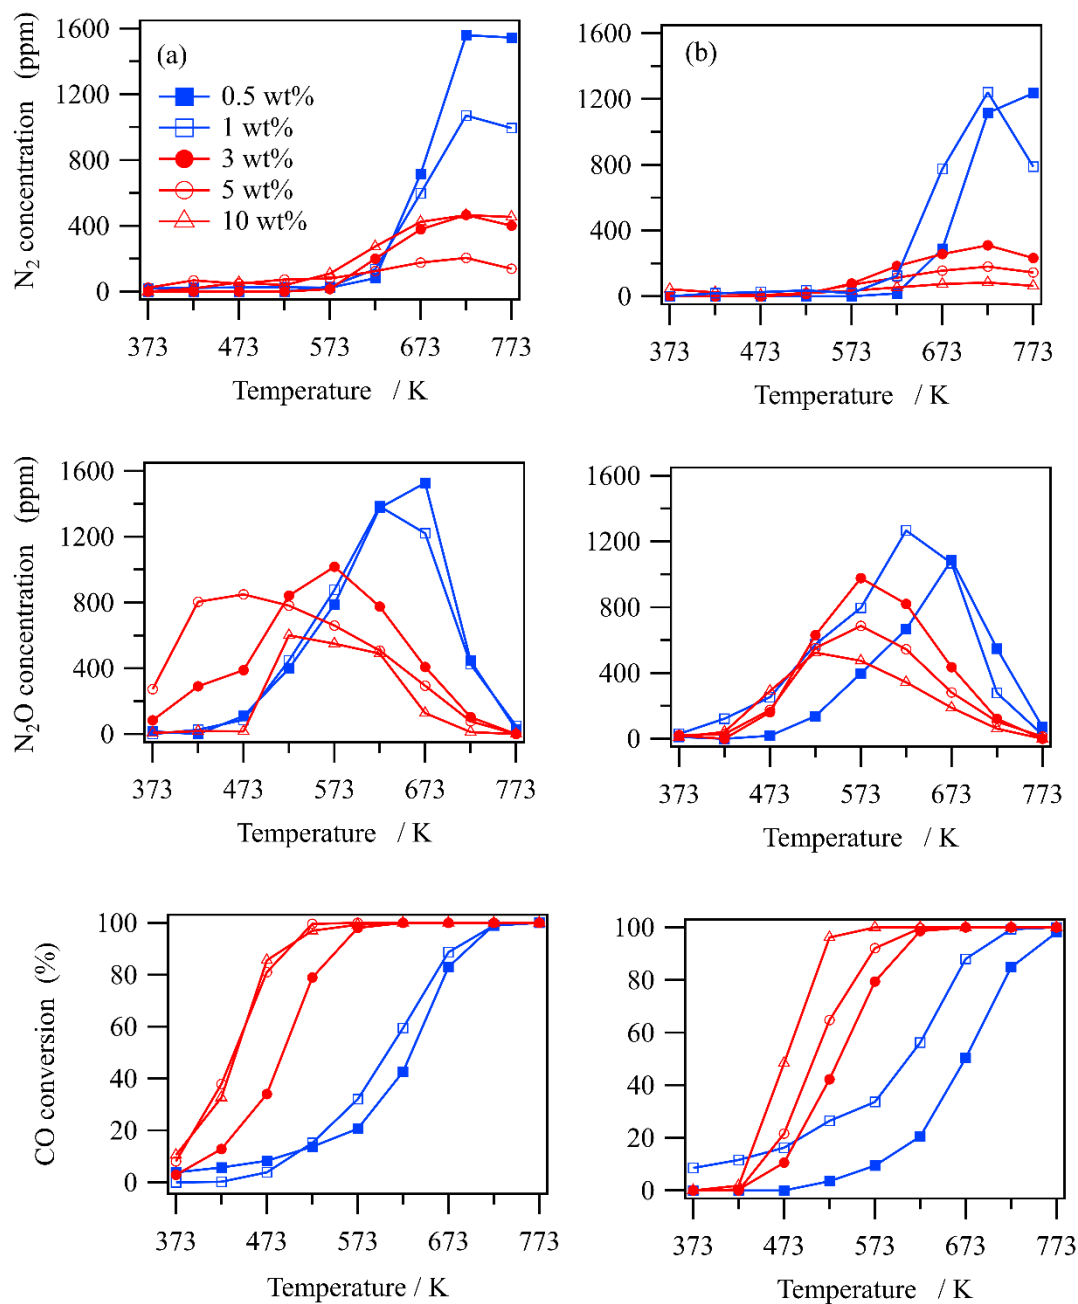 N2 concentration (ppm)
1600
1200
800
400
0
(a)
0.5 wt%
1 wt%
3 wt%
5 wt%
10 wt%
373 473 573 673 773
Temperature / K
1600
1200
800
400
0
(b)
373 473 573 673 773
Temperature / K
N2O concentration (ppm)
1600
1200
800
400
0
373 473 573 673 773
Temperature / K
1600
1200
800
400
0
373 473 573 673 773
Temperature / K
CO conversion (%)
100
80
60
40
20
0
373 473 573 673 773
Temperature / K
100
80
60
40
20
0
373 473 573 673 773
Temperature / K